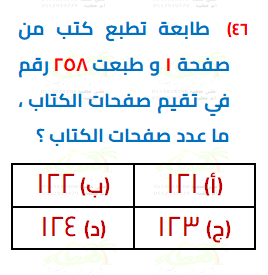 ٤٦) طابعة تطبع كتب من
صفحة ١ و طبعت ٢٥٨ رقم
في تقيم صفحات الكتاب ،
ما عدد صفحات الكتاب ؟
(أ) ١٢١ (ب) ١٢٢
(ج) ١٢٣ (د) ١٢٤